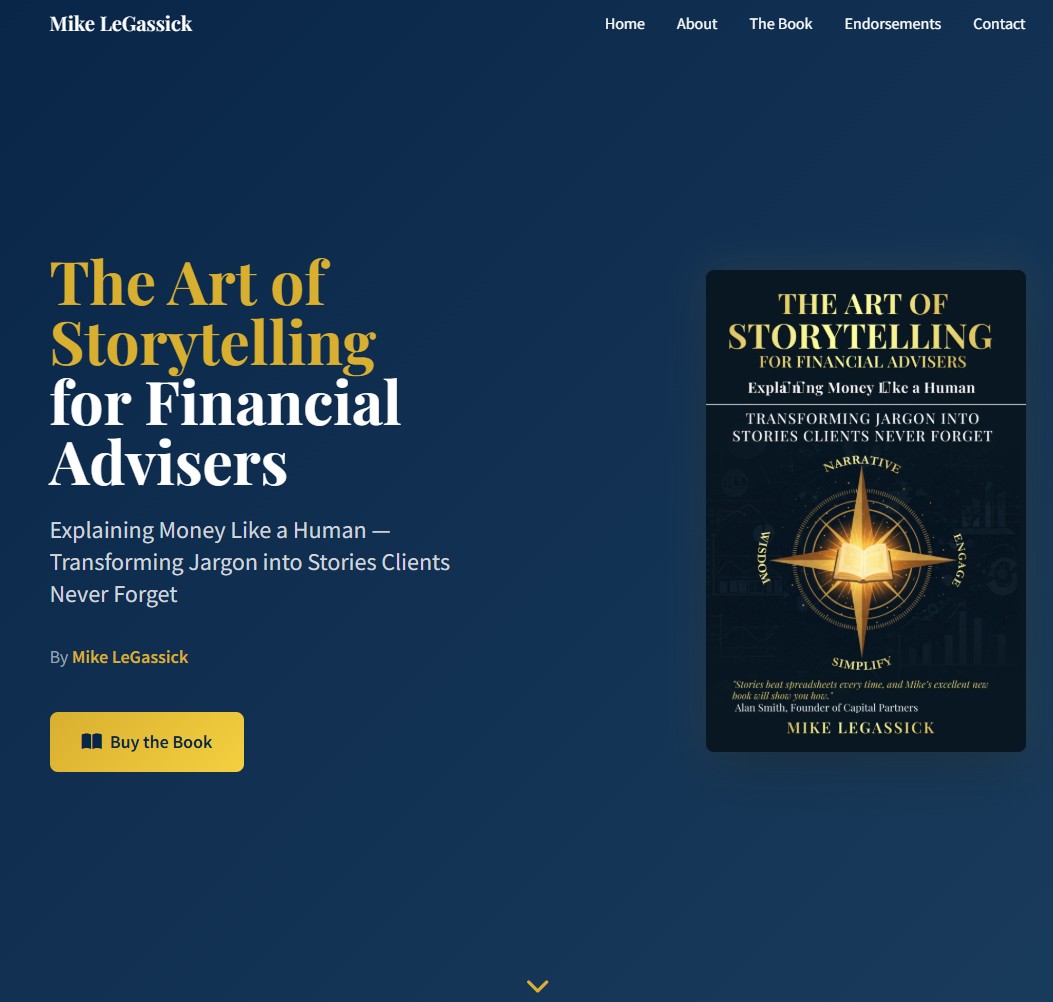 Mike LeGassick
Home About The Book Endorsements Contact
The Art of
Storytelling
for Financial
Advisers
Explaining Money Like a Human —
Transforming Jargon into Stories Clients
Never Forget
By Mike LeGassick
Buy the Book
THE ART OF
STORYTELLING
FOR FINANCIAL ADVISERS
Explaining Money Like a Human
TRANSFORMING JARGON INTO
STORIES CLIENTS NEVER FORGET
NARRATIVE
WISDOM
ENGAGE
SIMPLIFY
"Stories beat spreadsheets every time, and Mike's excellent new
book will show you how."
Alan Smith, Founder of Capital Partners
MIKE LEGASSICK